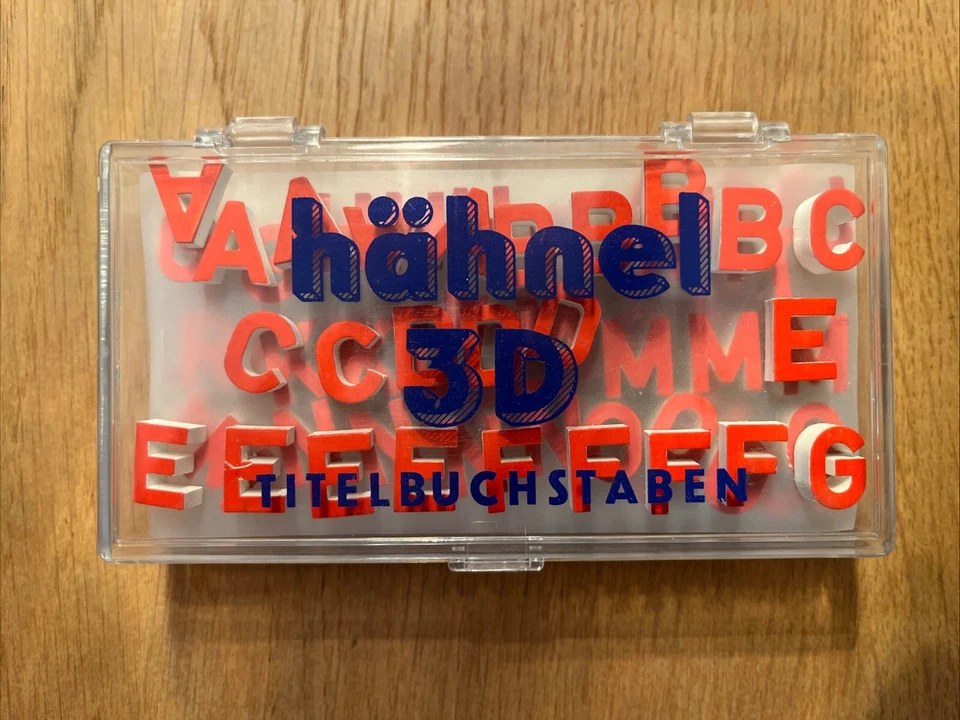 hähnel
3D
TITELBUCHSTABEN
A A A B B C
C C D M M E
E E E E F F F F G